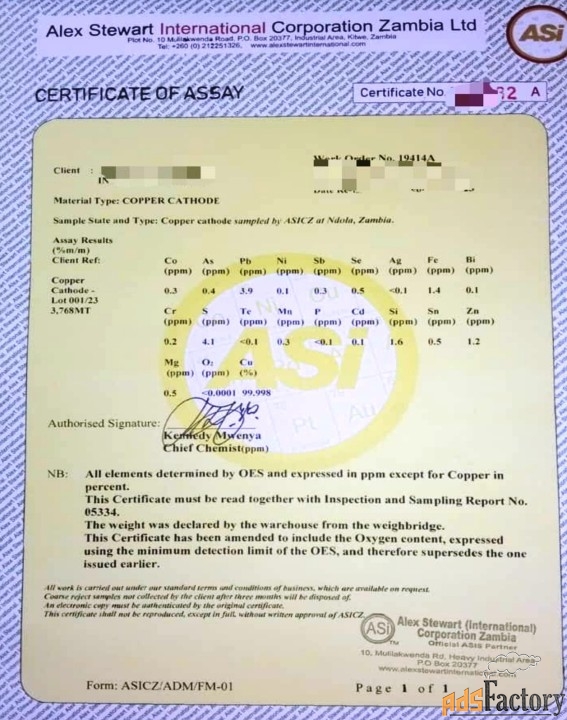 Alex Stewart International Corporation Zambia Ltd
Plot No. 10 Muliakwenda Road, P.O. Box 20377, Industrial Area, Kitwe, Zambia
Tel: +260 (0) 212251326, www.alexstewartinternational.com
ASi
CERTIFICATE OF ASSAY
Certificate No. 2 A
Client :
Work Order No. 19414A
IN
Material Type: COPPER CATHODE
Sample State and Type: Copper cathode sampled by ASICZ at Ndola, Zambia.
Assay Results
(%m/m)
Client Ref: Co As Pb Ni Sb Se Ag Fe Bi
(ppm) (ppm) (ppm) (ppm) (ppm) (ppm) (ppm) (ppm) (ppm)
Copper
Cathode - 0.3 0.4 3.9 0.1 0.3 0.5 <0.1 1.4 0.1
Lot 001/23
3,768MT Cr S Te Mn P Cd Si Sn Zn
(ppm) (ppm) (ppm) (ppm) (ppm) (ppm) (ppm) (ppm) (ppm)
0.2 4.1 <0.1 0.3 <0.1 0.1 1.6 0.5 1.2
Mg O₂ Cu
(ppm) (ppm) (%)
0.5 <0.0001 99.998
ASi
Ni
Pt Au
Authorised Signature:
Kennedy Mwenya
Chief Chemist(ppm)
NB: All elements determined by OES and expressed in ppm except for Copper in
percent.
This Certificate must be read together with Inspection and Sampling Report No.
05334.
The weight was declared by the warehouse from the weighbridge.
This Certificate has been amended to include the Oxygen content, expressed
using the minimum detection limit of the OES, and therefore supersedes the one
issued earlier.
All work is carried out under our standard terms and conditions of business, which are available on request.
Coarse reject samples not collected by the client after three months will be disposed of.
An electronic copy must be authenticated by the original certificate.
This certificate shall not be reproduced, except in full, without written approval of ASICZ.
ASi
TM
Alex Stewart (International)
Corporation Zambia
Official ASIS Partner
10, Muliakwenda Rd, Heavy Industrial Area,
P.O Box 20377
www.alexstewartinternational.com
Form: ASICZ/ADM/FM-01
Page 1 of 1
adsFactory